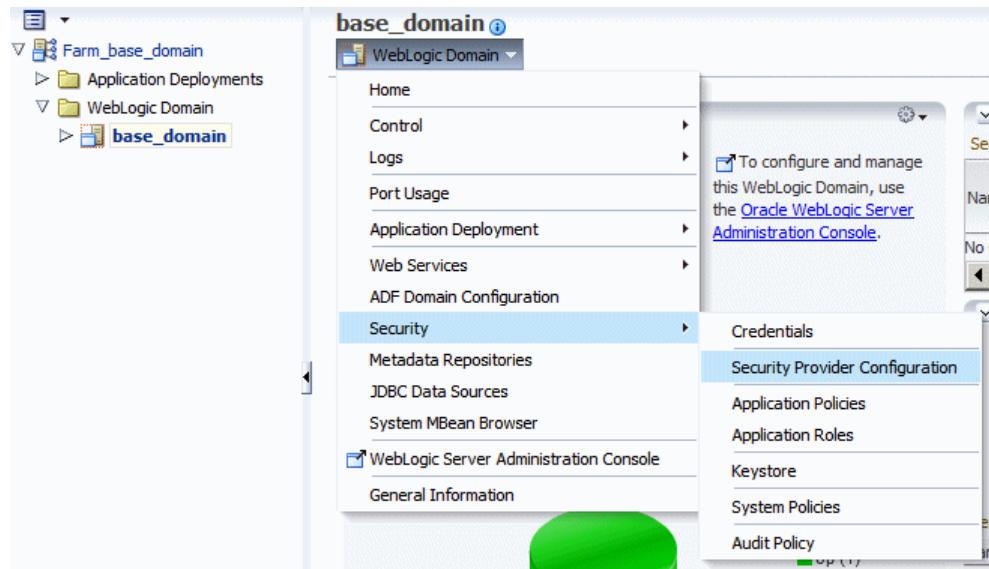 Farm_base_domain
Application Deployments
WebLogic Domain
base_domain
base_domain
WebLogic Domain
Home
Control
Logs
Port Usage
Application Deployment
Web Services
ADF Domain Configuration
Security
Metadata Repositories
JDBC Data Sources
System MBean Browser
WebLogic Server Administration Console
General Information
To configure and manage
this WebLogic Domain, use
the Oracle WebLogic Server
Administration Console.
Credentials
Security Provider Configuration
Application Policies
Application Roles
Keystore
System Policies
Audit Policy
Se
No